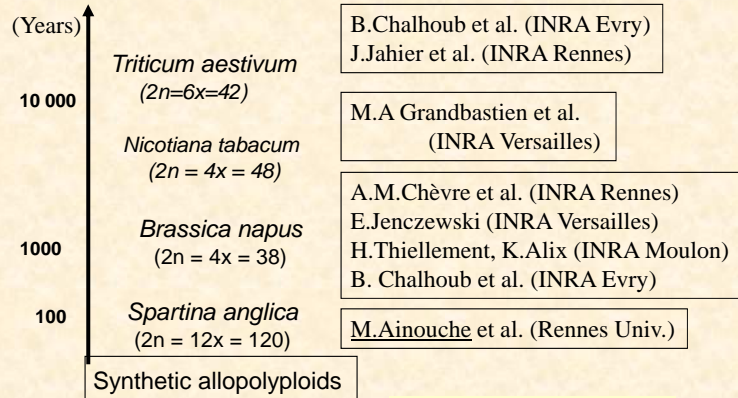 (Years)
B.Chalhoub et al. (INRA Evry)
J.Jahier et al. (INRA Rennes)
Triticum aestivum
(2n=6x=42)
10 000
M.A Grandbastien et al.
(INRA Versailles)
Nicotiana tabacum
(2n = 4x = 48)
A.M.Chèvre et al. (INRA Rennes)
E.Jenczewski (INRA Versailles)
H.Thiellement, K.Alix (INRA Moulon)
B. Chalhoub et al. (INRA Evry)
Brassica napus
(2n = 4x = 38)
1000
100
Spartina anglica
(2n = 12x = 120)
M.Ainouche et al. (Rennes Univ.)
Synthetic allopolyploids